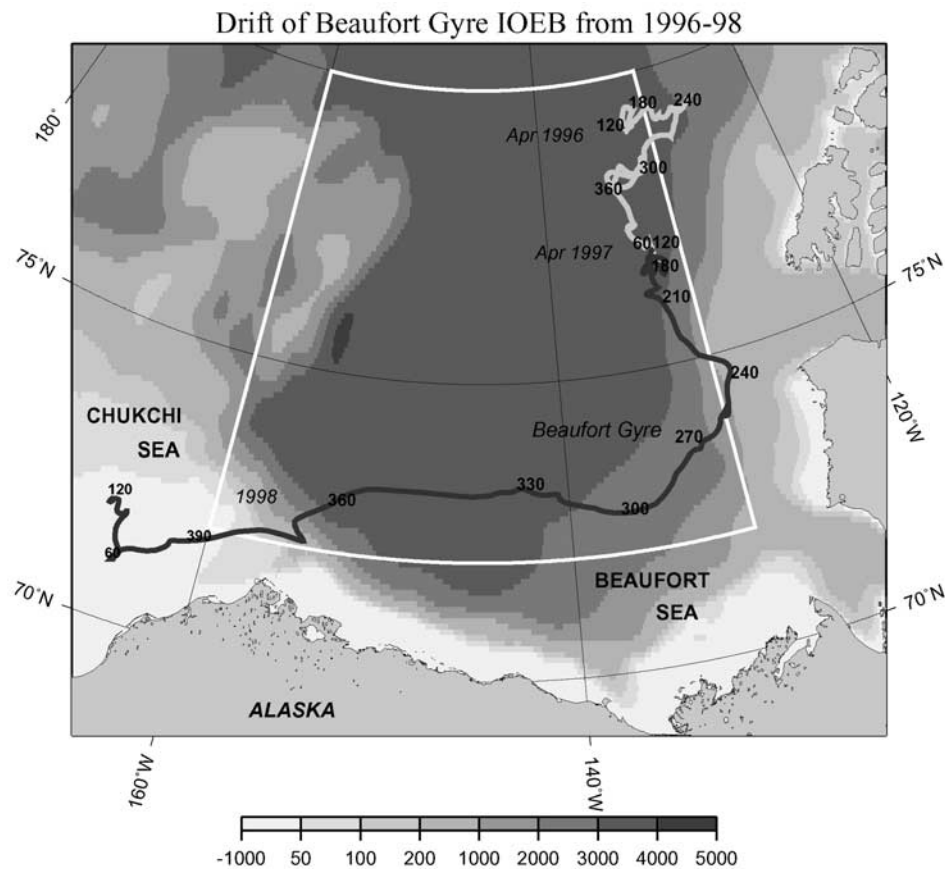 Drift of Beaufort Gyre IOEB from 1996-98
180°
180
240
120
Apr 1996
300
360
75°N
60 120
Apr 1997
180
75°N
210
240
120°W
CHUKCHI
SEA
Beaufort Gyre
270
120
1998
360
330
300
390
60
BEAUFORT
SEA
70°N
70°N
ALASKA
160°W
140°W
-1000 50 100 200 1000 2000 3000 4000 5000